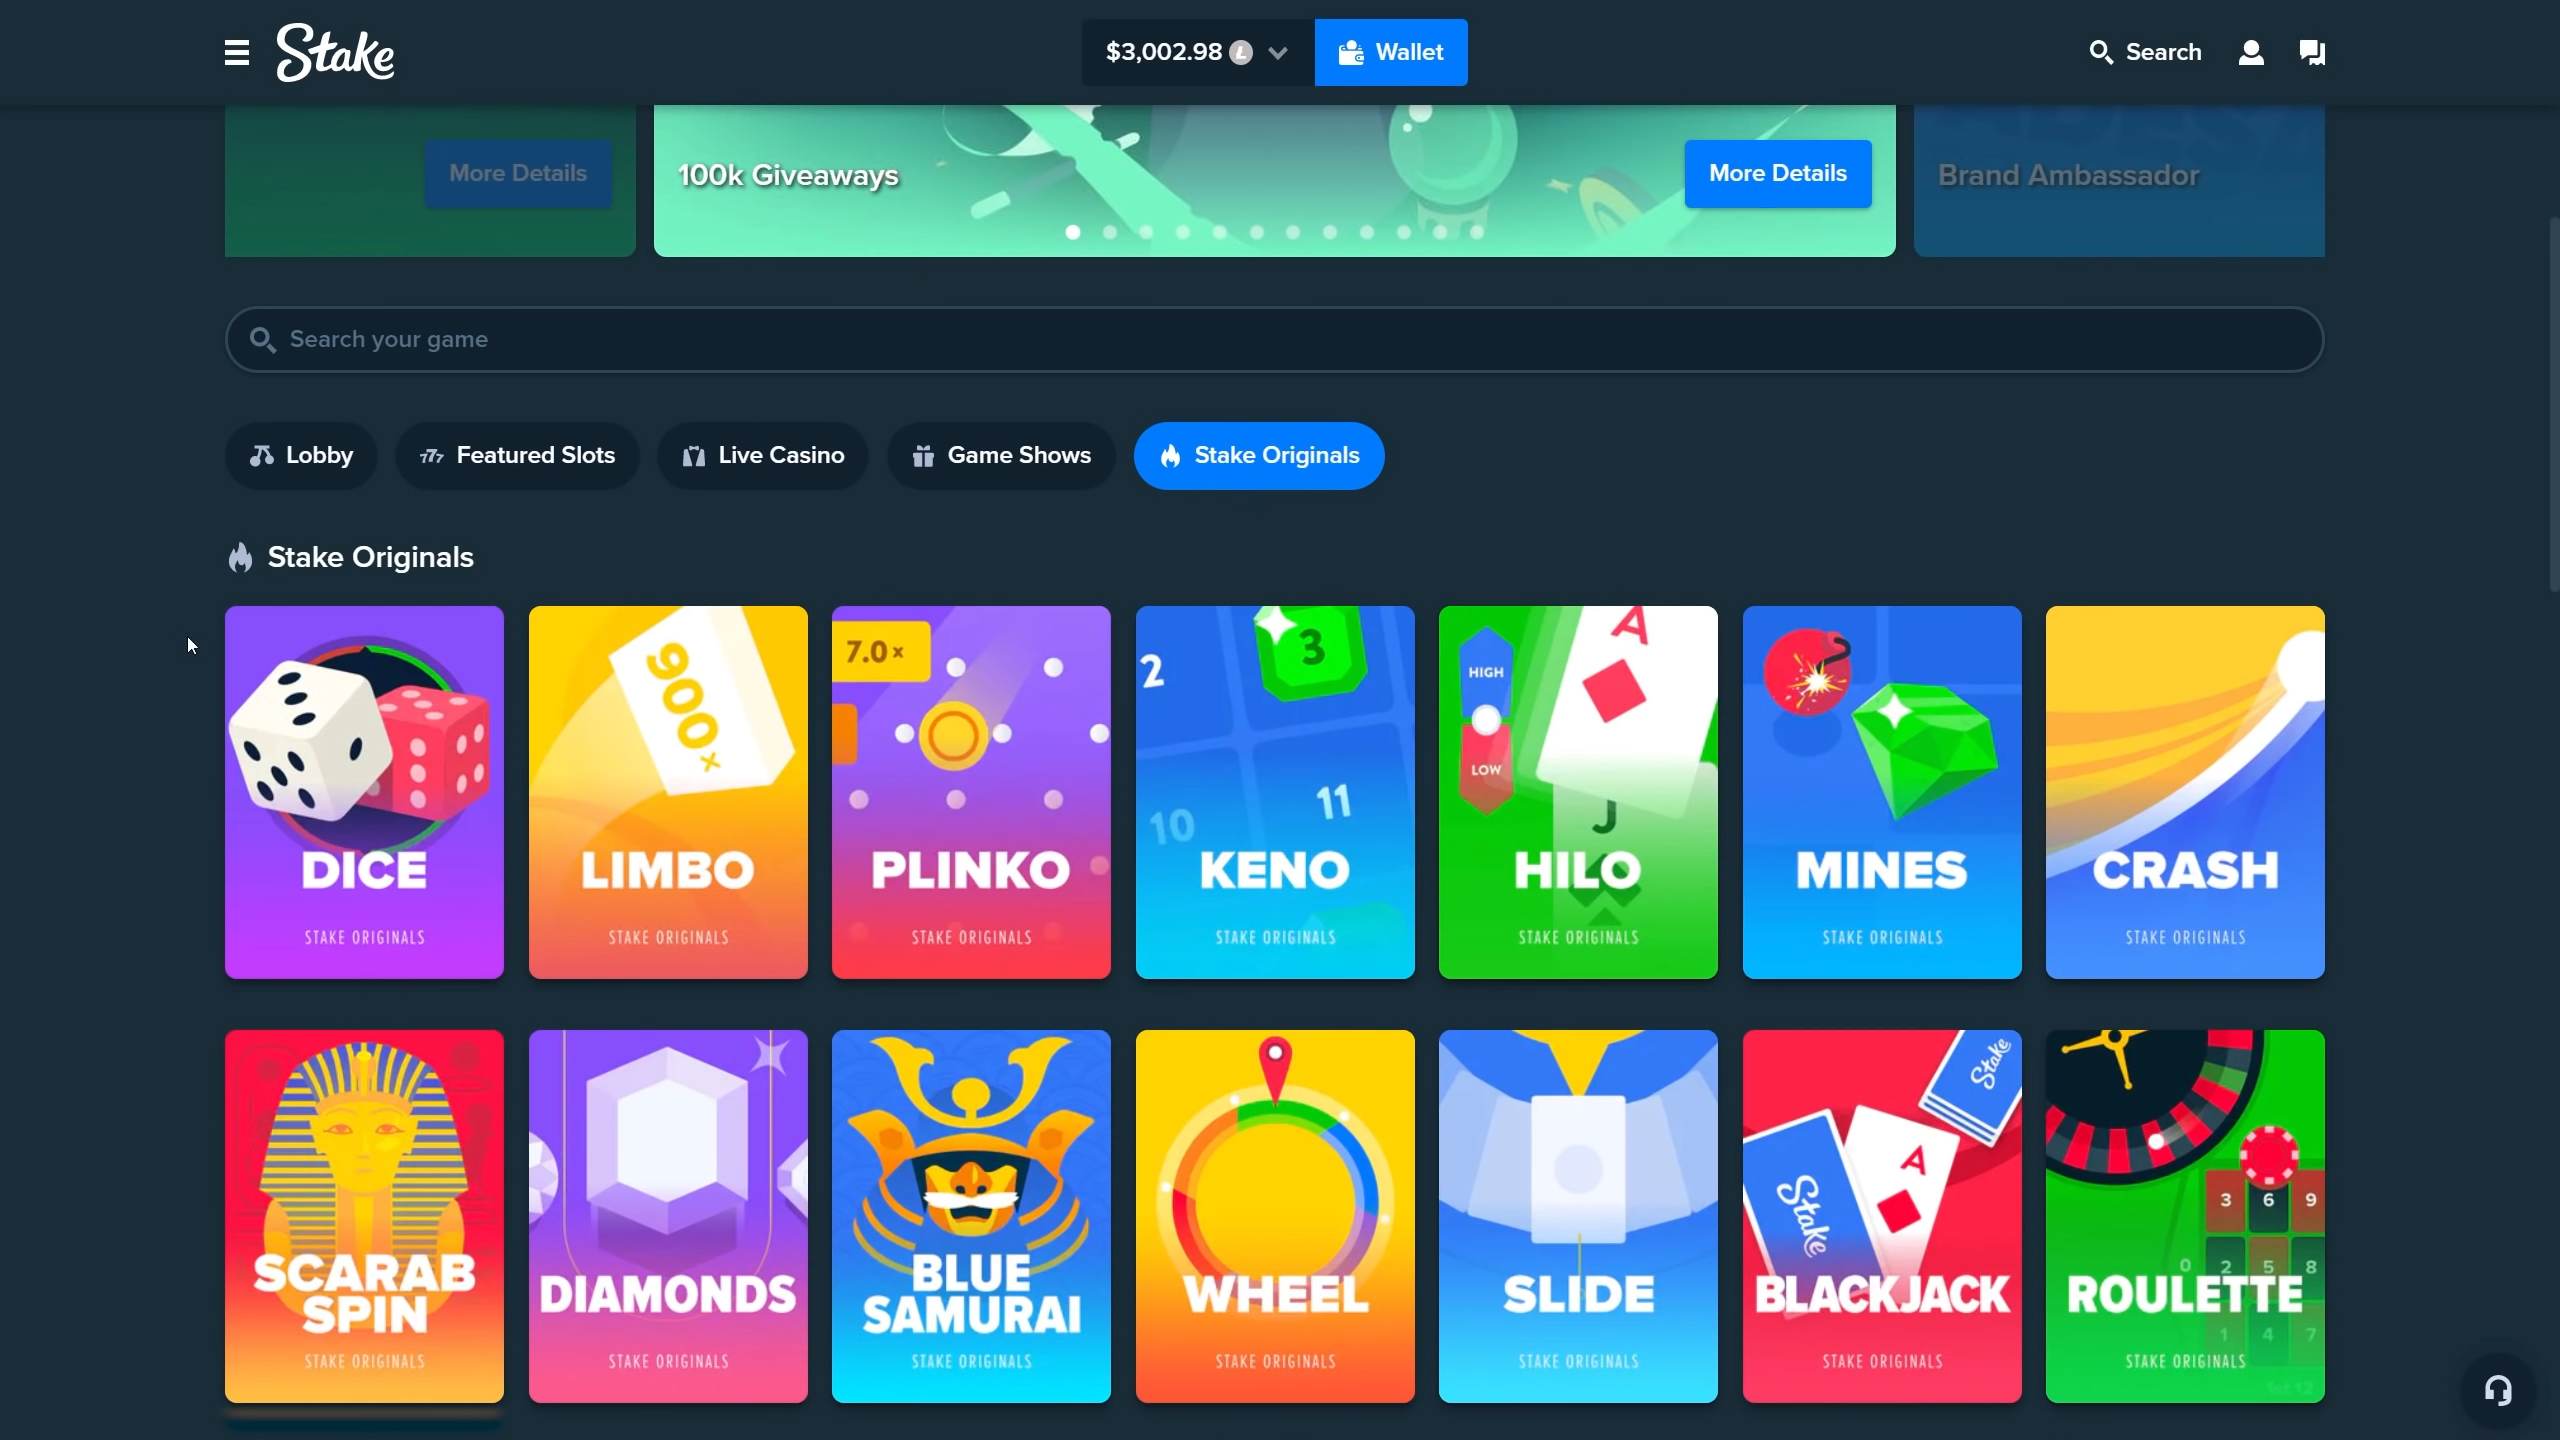 Stake
$3,002.98
Wallet
Search
More Details
100k Giveaways
More Details
Brand Ambassador
Search your game
Lobby
Featured Slots
Live Casino
Game Shows
Stake Originals
Stake Originals
DICE
STAKE ORIGINALS
900×
LIMBO
STAKE ORIGINALS
7.0×
PLINKO
STAKE ORIGINALS
2
3
10
11
KENO
STAKE ORIGINALS
HIGH
LOW
A
J
HILO
STAKE ORIGINALS
MINES
STAKE ORIGINALS
CRASH
STAKE ORIGINALS
SCARAB
SPIN
STAKE ORIGINALS
DIAMONDS
STAKE ORIGINALS
BLUE
SAMURAI
STAKE ORIGINALS
WHEEL
STAKE ORIGINALS
SLIDE
STAKE ORIGINALS
Stake
A
Stake
BLACKJACK
STAKE ORIGINALS
3 6 9
0 2 5 8
1 4 7
ROULETTE
STAKE ORIGINALS